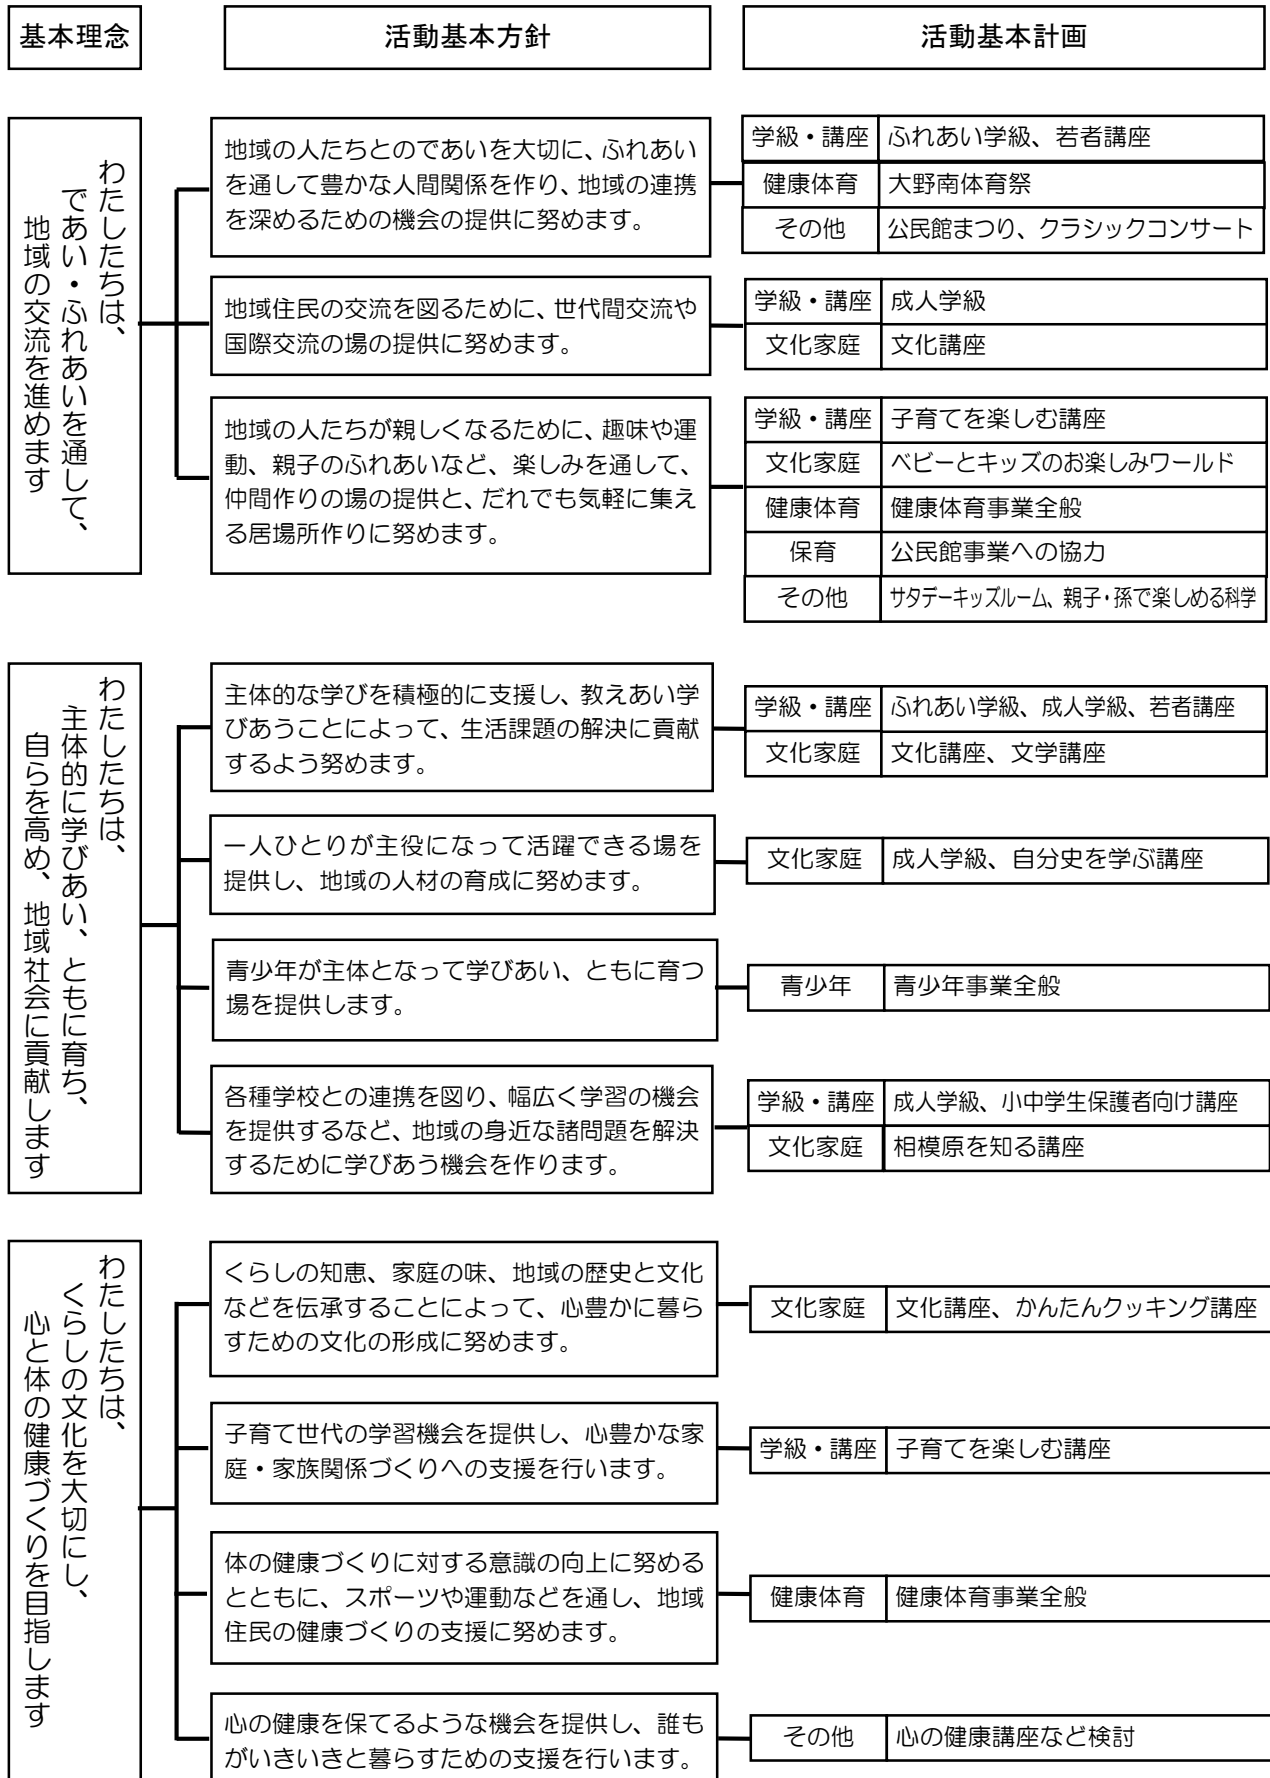 基本理念
活動基本方針
活動基本計画
わたしたちは、
であい・ふれあいを通して、
地域の交流を進めます
地域の人たちとのであいを大切に、ふれあい
を通して豊かな人間関係を作り、地域の連携
を深めるための機会の提供に努めます。
学級・講座 ふれあい学級、若者講座
健康体育 大野南体育祭
その他 公民館まつり、クラシックコンサート
地域住民の交流を図るために、世代間交流や
国際交流の場の提供に努めます。
学級・講座 成人学級
文化家庭 文化講座
地域の人たちが親しくなるために、趣味や運
動、親子のふれあいなど、楽しみを通して、
仲間作りの場の提供と、だれでも気軽に集え
る居場所作りに努めます。
学級・講座 子育てを楽しむ講座
文化家庭 ベビーとキッズのお楽しみワールド
健康体育 健康体育事業全般
保育 公民館事業への協力
その他 サタデーキッズルーム、親子・孫で楽しめる科学
わたしたちは、
主体的に学びあい、ともに育ち、
自らを高め、地域社会に貢献します
主体的な学びを積極的に支援し、教えあい学
びあうことによって、生活課題の解決に貢献
するよう努めます。
学級・講座 ふれあい学級、成人学級、若者講座
文化家庭 文化講座、文学講座
一人ひとりが主役になって活躍できる場を
提供し、地域の人材の育成に努めます。
文化家庭 成人学級、自分史を学ぶ講座
青少年が主体となって学びあい、ともに育つ
場を提供します。
青少年 青少年事業全般
各種学校との連携を図り、幅広く学習の機会
を提供するなど、地域の身近な諸問題を解決
するために学びあう機会を作ります。
学級・講座 成人学級、小中学生保護者向け講座
文化家庭 相模原を知る講座
わたしたちは、
くらしの文化を大切にし、
心と体の健康づくりを目指します
くらしの知恵、家庭の味、地域の歴史と文化
などを伝承することによって、心豊かに暮ら
すための文化の形成に努めます。
文化家庭 文化講座、かんたんクッキング講座
子育て世代の学習機会を提供し、心豊かな家
庭・家族関係づくりへの支援を行います。
学級・講座 子育てを楽しむ講座
体の健康づくりに対する意識の向上に努める
とともに、スポーツや運動などを通し、地域
住民の健康づくりの支援に努めます。
健康体育 健康体育事業全般
心の健康を保てるような機会を提供し、誰も
がいきいきと暮らすための支援を行います。
その他 心の健康講座など検討